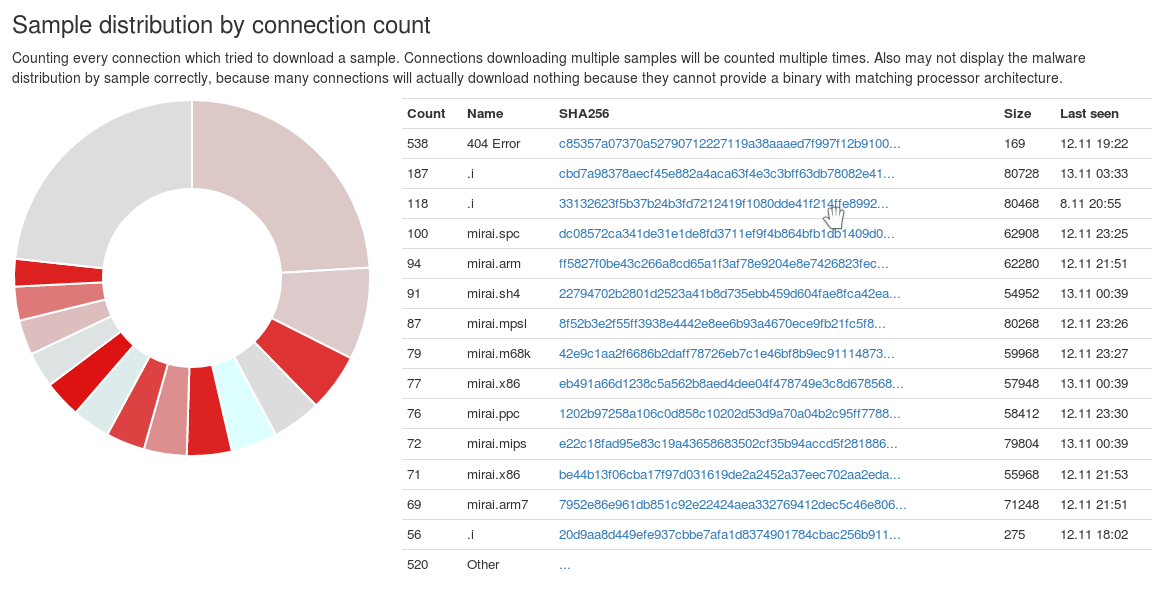 Sample distribution by connection count
Counting every connection which tried to download a sample. Connections downloading multiple samples will be counted multiple times. Also may not display the malware
distribution by sample correctly, because many connections will actually download nothing because they cannot provide a binary with matching processor architecture.
Count Name SHA256 Size Last seen
538 404 Error c85357a07370a52790712227119a38aaaed7f997f12b9100... 169 12.11 19:22
187 .i cbd7a98378aecf45e882a4aca63f4e3c3bff63db78082e41... 80728 13.11 03:33
118 .i 33132623f5b37b24b3fd7212419f1080dde41f214ffe8992... 80468 8.11 20:55
100 mirai.spc dc08572ca341de31e1de8fd3711ef9f4b864bfb1db1409d0... 62908 12.11 23:25
94 mirai.arm ff5827f0be43c266a8cd65a1f3af78e9204e8e7426823fec... 62280 12.11 21:51
91 mirai.sh4 22794702b2801d2523a41b8d735ebb459d604fae8fca42ea... 54952 13.11 00:39
87 mirai.mpsl 8f52b3e2f55ff3938e4442e8ee6b93a4670ece9fb21fc5f8... 80268 12.11 23:26
79 mirai.m68k 42e9c1aa2f6686b2daff78726eb7c1e46bf8b9ec91114873... 59968 12.11 23:27
77 mirai.x86 eb491a66d1238c5a562b8aed4dee04f478749e3c8d678568... 57948 13.11 00:39
76 mirai.ppc 1202b97258a106c0d858c10202d53d9a70a04b2c95ff7788... 58412 12.11 23:30
72 mirai.mips e22c18fad95e83c19a43658683502cf35b94accd5f281886... 79804 13.11 00:39
71 mirai.x86 be44b13f06cba17f97d031619de2a2452a37eec702aa2eda... 55968 12.11 21:53
69 mirai.arm7 7952e86e961db851c92e22424aea332769412dec5c46e806... 71248 12.11 21:51
56 .i 20d9aa8d449efe937cbbe7afa1d8374901784cbac256b911... 275 12.11 18:02
520 Other ...